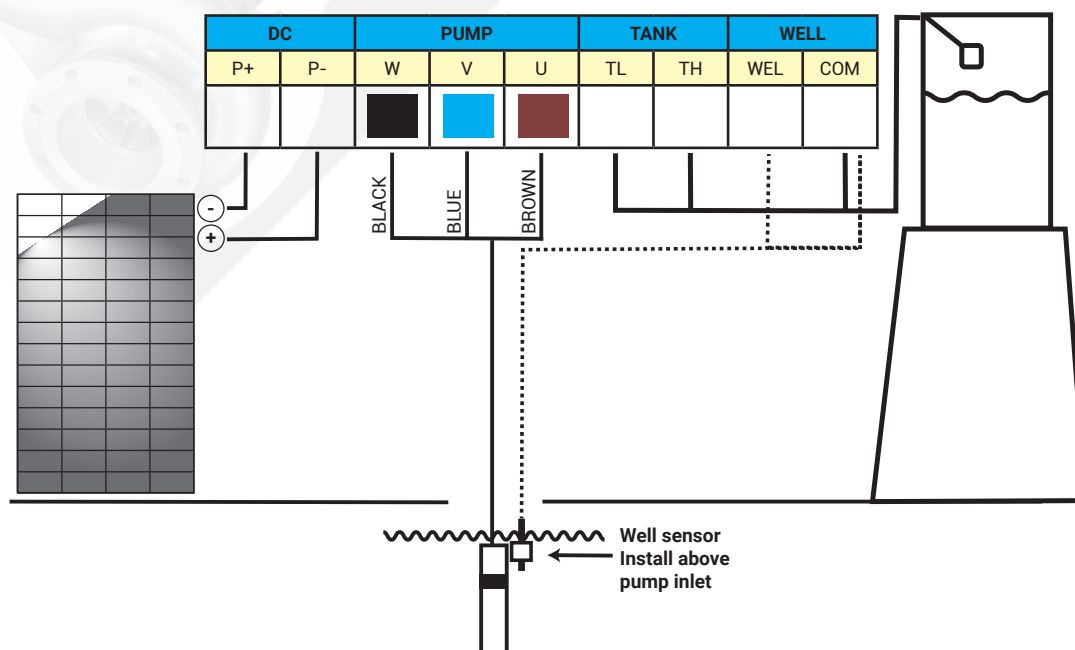 DC PUMP TANK WELL
P+ P- W V U TL TH WEL COM
BLACK
BLUE
BROWN
-
+
Well sensor
Install above
pump inlet